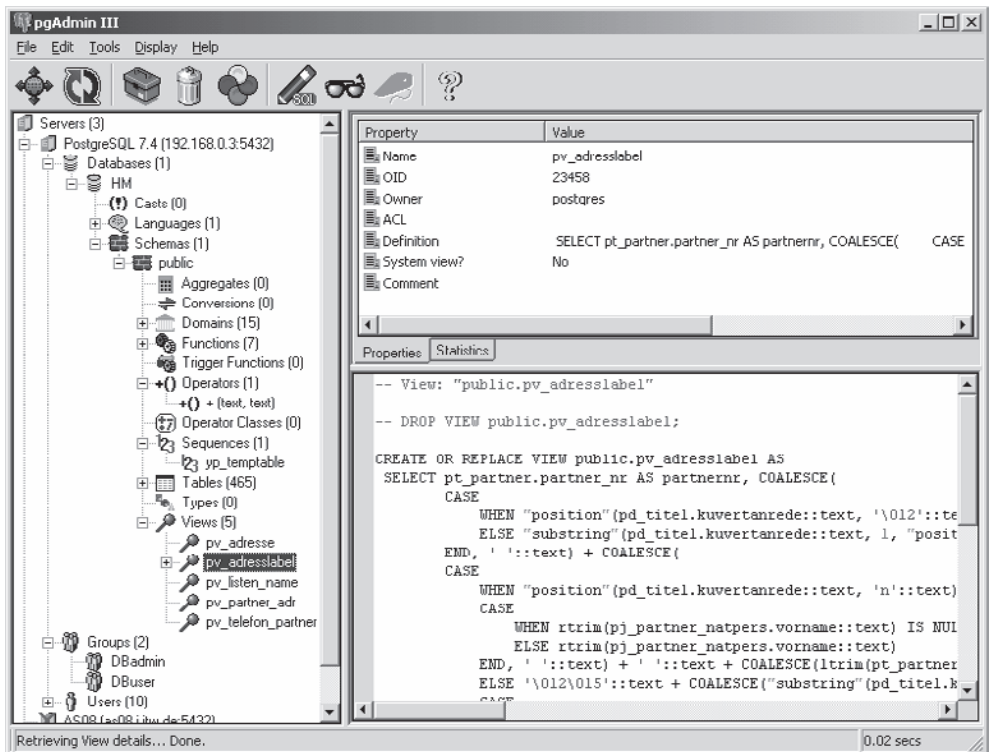 pgAdmin III
File Edit Tools Display Help
SQL
Servers (3)
PostgreSQL 7.4 (192.168.0.3:5432)
Databases (1)
HM
Casts (0)
Languages (1)
Schemas (1)
public
Aggregates (0)
Conversions (0)
Domains (15)
Functions (7)
Trigger Functions (0)
Operators (1)
+ (text, text)
Operator Classes (0)
Sequences (1)
yp_temptable
Tables (465)
Types (0)
Views (5)
pv_adresse
pv_adresslabel
pv_listen_name
pv_partner_adr
pv_telefon_partner
Groups (2)
DBadmin
DBuser
Users (10)
Property Value
Name pv_adresslabel
OID 23458
Owner postgres
ACL
Definition SELECT pt_partner.partner_nr AS partnernr, COALESCE( CASE
System view? No
Comment
Properties Statistics
-- View: "public.pv_adresslabel"
-- DROP VIEW public.pv_adresslabel;
CREATE OR REPLACE VIEW public.pv_adresslabel AS
SELECT pt_partner.partner_nr AS partnernr, COALESCE(
CASE
WHEN "position"(pd_titel.kuvertanrede::text, '\012'::te
ELSE "substring"(pd_titel.kuvertanrede::text, 1, "posit
END, ' '::text) + COALESCE(
CASE
WHEN "position"(pd_titel.kuvertanrede::text, 'n'::text)
CASE
WHEN rtrim(pj_partner_natpers.vorname::text) IS NUL
ELSE rtrim(pj_partner_natpers.vorname::text)
END, ' '::text) + ' '::text + COALESCE(ltrim(pt_partner
ELSE '\012\015'::text + COALESCE("substring"(pd_titel.k
CASE
Retrieving View details... Done. 0.02 secs